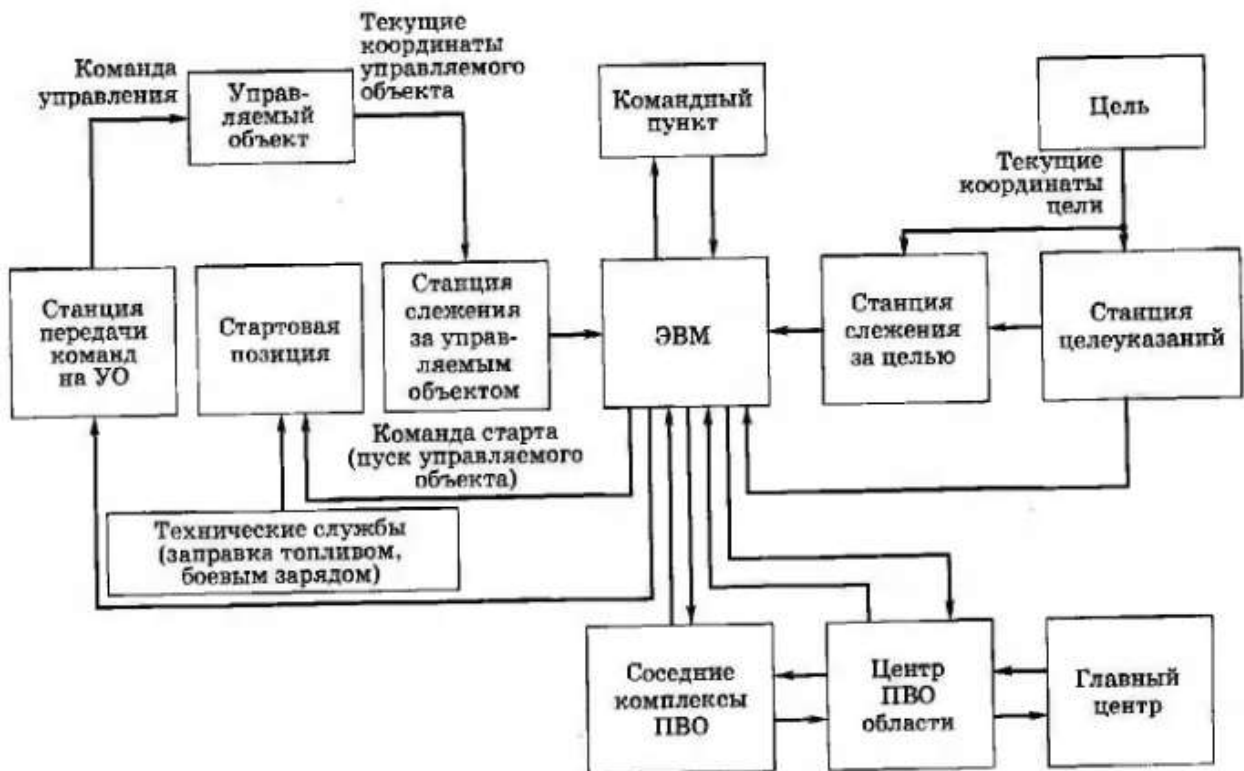 Команда
управления
Управ-
ляемый
объект
Текущие
координаты
управляемого
объекта
Командный
пункт
Цель
Текущие
координаты
цели
Станция
передачи
команд
на УО
Стартовая
позиция
Станция
слежения
за управ-
ляемым
объектом
ЭВМ
Станция
слежения
за целью
Станция
целеуказаний
Команда старта
(пуск управляемого
объекта)
Технические службы
(заправка топливом,
боевым зарядом)
Соседние
комплексы
ПВО
Центр
ПВО
области
Главный
центр